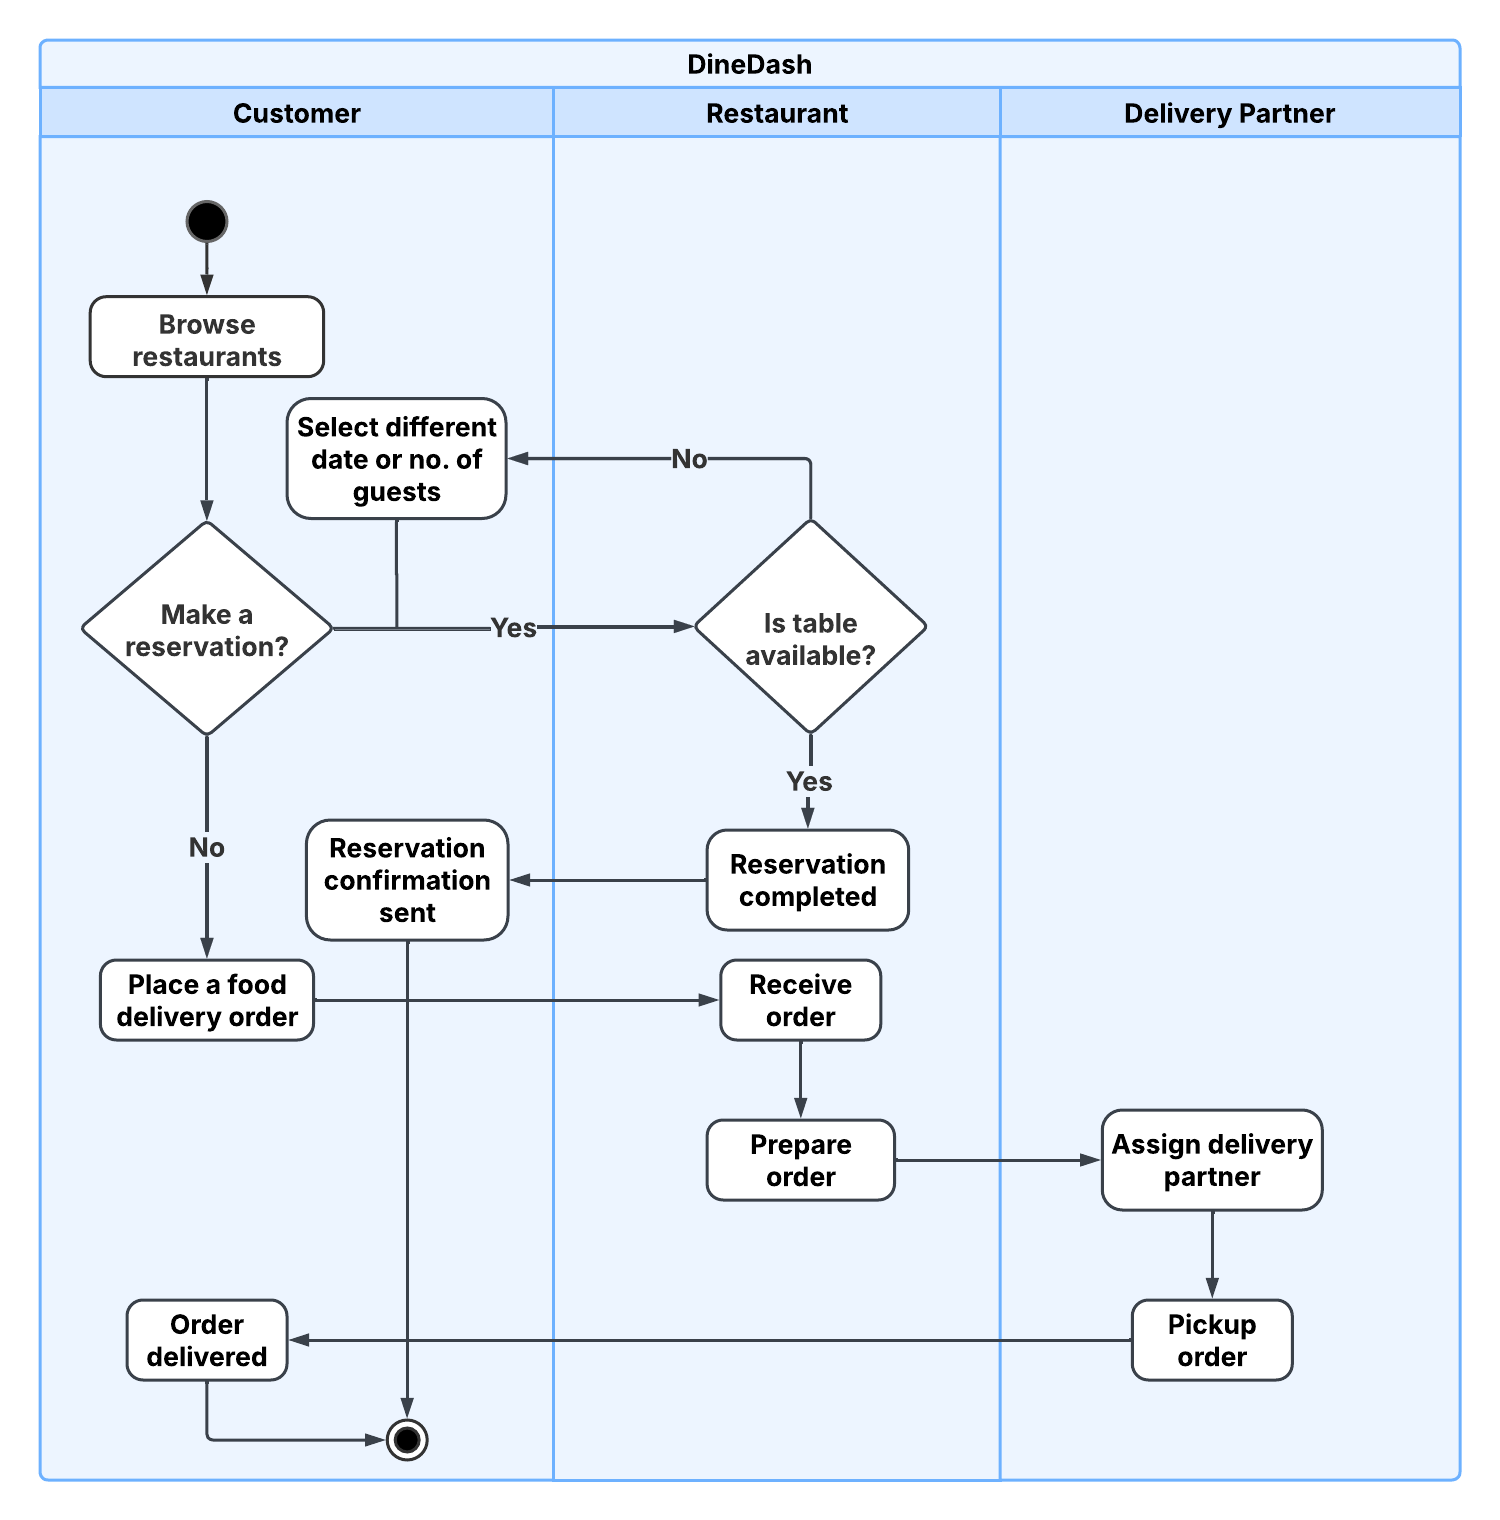 DineDash
Customer
Restaurant
Delivery Partner
Browse
restaurants
Select different
date or no. of
guests
No
Make a
reservation?
Yes
Is table
available?
Yes
No
Reservation
confirmation
sent
Reservation
completed
Place a food
delivery order
Receive
order
Prepare
order
Assign delivery
partner
Order
delivered
Pickup
order